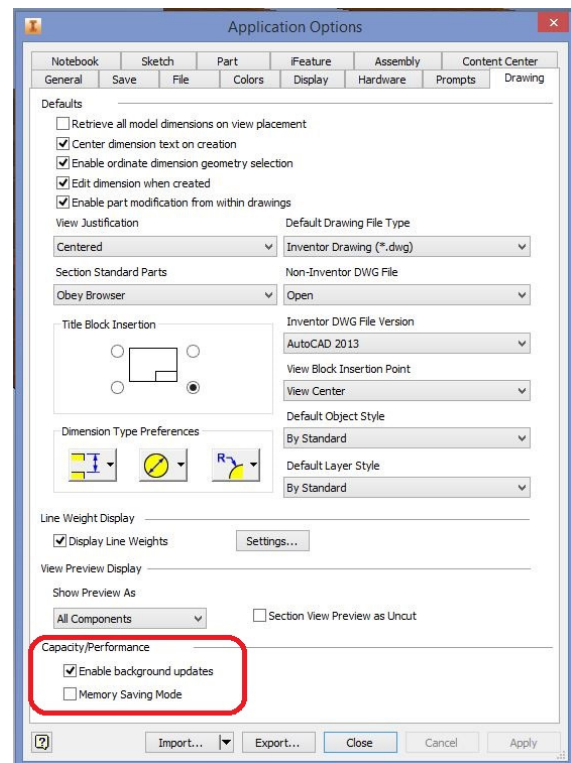 Application Options
Notebook Sketch Part iFeature Assembly Content Center
General Save File Colors Display Hardware Prompts Drawing
Defaults
Retrieve all model dimensions on view placement
Center dimension text on creation
Enable ordinate dimension geometry selection
Edit dimension when created
Enable part modification from within drawings
View Justification Default Drawing File Type
Centered Inventor Drawing (*.dwg)
Section Standard Parts Non-Inventor DWG File
Obey Browser Open
Title Block Insertion Inventor DWG File Version
AutoCAD 2013
View Block Insertion Point
View Center
Default Object Style
Dimension Type Preferences By Standard
R
Default Layer Style
By Standard
Line Weight Display
Display Line Weights Settings...
View Preview Display
Show Preview As
All Components Section View Preview as Uncut
Capacity/Performance
Enable background updates
Memory Saving Mode
? Import... Export... Close Cancel Apply